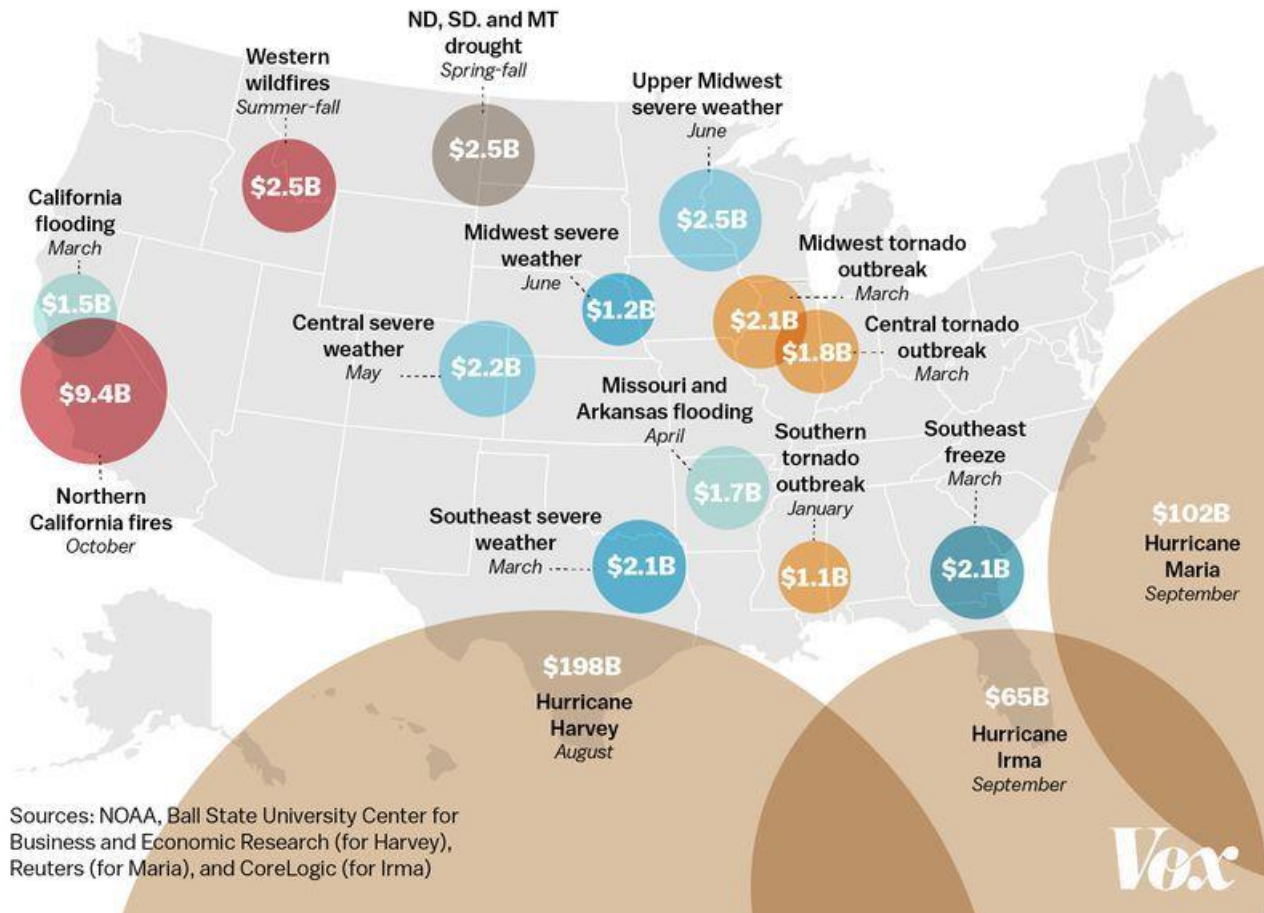 ND, SD. and MT
drought
Spring-fall
$2.5B
Western
wildfires
Summer-fall
$2.5B
Upper Midwest
severe weather
June
$2.5B
California
flooding
March
$1.5B
$9.4B
Northern
California fires
October
Midwest severe
weather
June
$1.2B
Midwest tornado
outbreak
March
$2.1B
Central severe
weather
May
$2.2B
Central tornado
outbreak
March
$1.8B
Missouri and
Arkansas flooding
April
$1.7B
Southern
tornado
outbreak
January
$1.1B
Southeast
freeze
March
$2.1B
Southeast severe
weather
March
$2.1B
$102B
Hurricane
Maria
September
$198B
Hurricane
Harvey
August
$65B
Hurricane
Irma
September
Sources: NOAA, Ball State University Center for
Business and Economic Research (for Harvey),
Reuters (for Maria), and CoreLogic (for Irma)
Vox